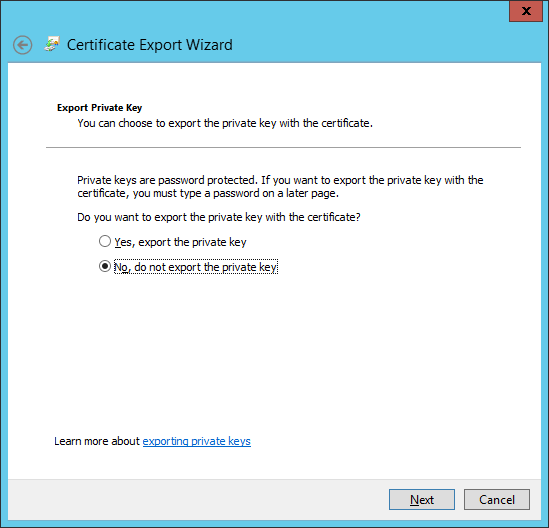 x
Certificate Export Wizard
Export Private Key
You can choose to export the private key with the certificate.
Private keys are password protected. If you want to export the private key with the
certificate, you must type a password on a later page.
Do you want to export the private key with the certificate?
Yes, export the private key
No, do not export the private key
Learn more about exporting private keys
Next
Cancel